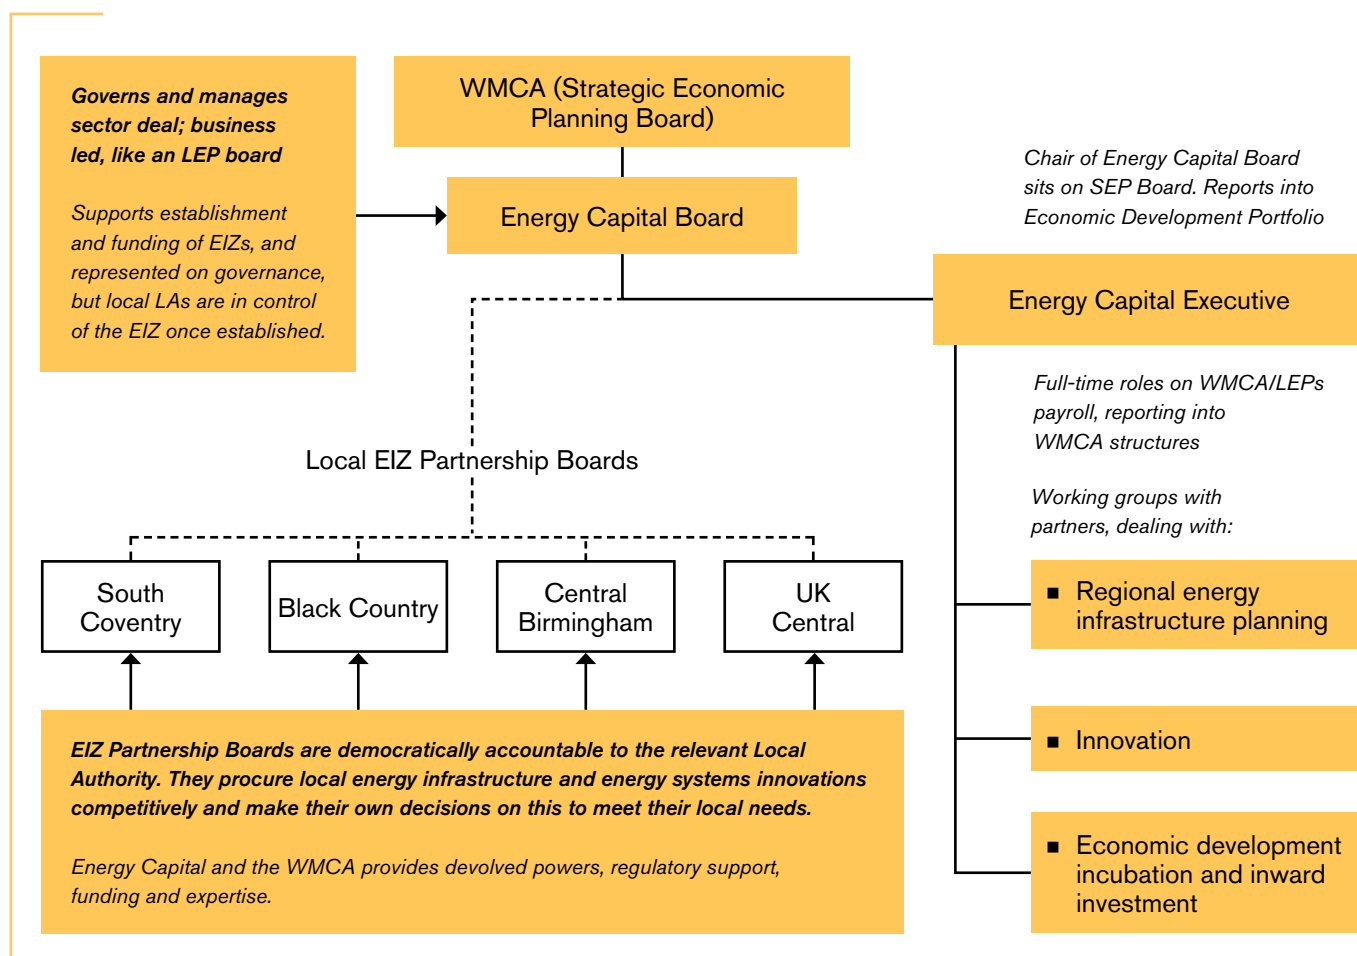 Governs and manages
sector deal; business
led, like an LEP board
Supports establishment
and funding of EIZs, and
represented on governance,
but local LAs are in control
of the EIZ once established.
WMCA (Strategic Economic
Planning Board)
Energy Capital Board
Chair of Energy Capital Board
sits on SEP Board. Reports into
Economic Development Portfolio
Energy Capital Executive
Full-time roles on WMCA/LEPs
payroll, reporting into
WMCA structures
Working groups with
partners, dealing with:
■ Regional energy
infrastructure planning
■ Innovation
■ Economic development
incubation and inward
investment
Local EIZ Partnership Boards
South
Coventry
Black Country
Central
Birmingham
UK
Central
EIZ Partnership Boards are democratically accountable to the relevant Local
Authority. They procure local energy infrastructure and energy systems innovations
competitively and make their own decisions on this to meet their local needs.
Energy Capital and the WMCA provides devolved powers, regulatory support,
funding and expertise.